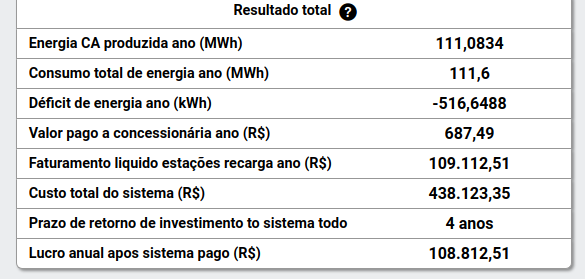 Resultado total ?
Energia CA produzida ano (MWh) 111,0834
Consumo total de energia ano (MWh) 111,6
Déficit de energia ano (kWh) -516,6488
Valor pago a concessionária ano (R$) 687,49
Faturamento liquido estações recarga ano (R$) 109.112,51
Custo total do sistema (R$) 438.123,35
Prazo de retorno de investimento to sistema todo 4 anos
Lucro anual apos sistema pago (R$) 108.812,51